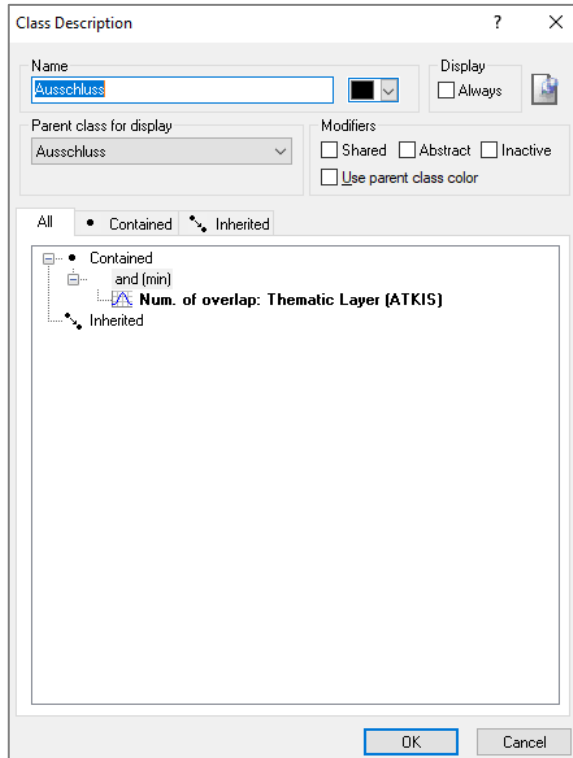 Class Description
?
Name
Ausschluss
Display
Always
Parent class for display
Ausschluss
Modifiers
Shared Abstract Inactive
Use parent class color
All Contained Inherited
Contained
and (min)
Num. of overlap: Thematic Layer (ATKIS)
Inherited
OK Cancel